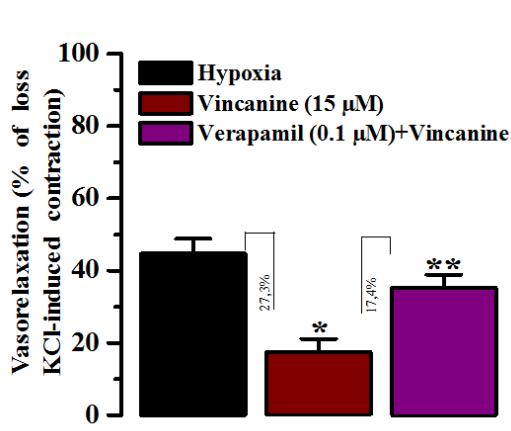 Vasorelaxation (% of loss
KCl-induced contraction)
100
80
60
40
20
0
Hypoxia
Vincanine (15 μM)
Verapamil (0.1 μM)+Vincanine
27,3%
*
17,4%
**